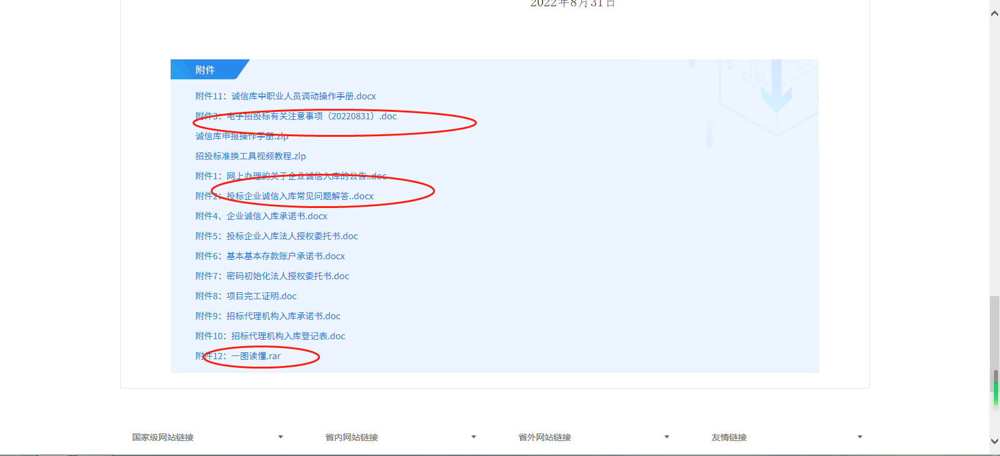 2022年8月31日
附件
附件11：诚信库中职业人员调动操作手册.docx
附件3：电子招投标有关注意事项（20220831）.doc
诚信库申报操作手册.zip
招投标准换工具视频教程.zip
附件1：网上办理的关于企业诚信入库的公告..doc
附件2：投标企业诚信入库常见问题解答..docx
附件4、企业诚信入库承诺书.docx
附件5：投标企业入库法人授权委托书.doc
附件6：基本基本存款账户承诺书.docx
附件7：密码初始化法人授权委托书.doc
附件8：项目完工证明.doc
附件9：招标代理机构入库承诺书.doc
附件10：招标代理机构入库登记表.doc
附件12：一图读懂.rar
国家级网站链接
省内网站链接
省外网站链接
友情链接